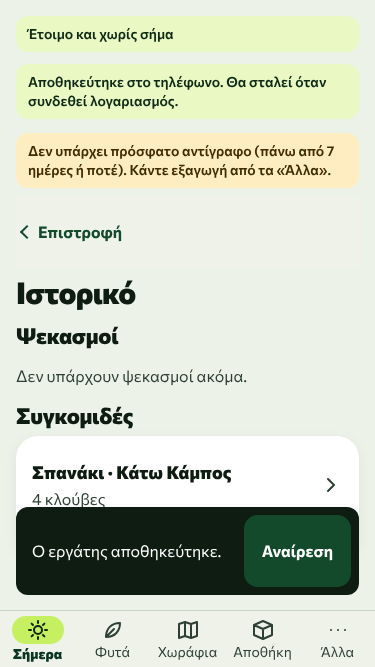 Έτοιμο και χωρίς σήμα
Αποθηκεύτηκε στο τηλέφωνο. Θα σταλεί όταν
συνδεθεί λογαριασμός.
Δεν υπάρχει πρόσφατο αντίγραφο (πάνω από 7
ημέρες ή ποτέ). Κάντε εξαγωγή από τα «Άλλα».
Επιστροφή
Ιστορικό
Ψεκασμοί
Δεν υπάρχουν ψεκασμοί ακόμα.
Συγκομιδές
Σπανάκι · Κάτω Κάμπος
4 κλούβες
Ο εργάτης αποθηκεύτηκε.
Αναίρεση
Σήμερα
Φυτά
Χωράφια
Αποθήκη
Άλλα